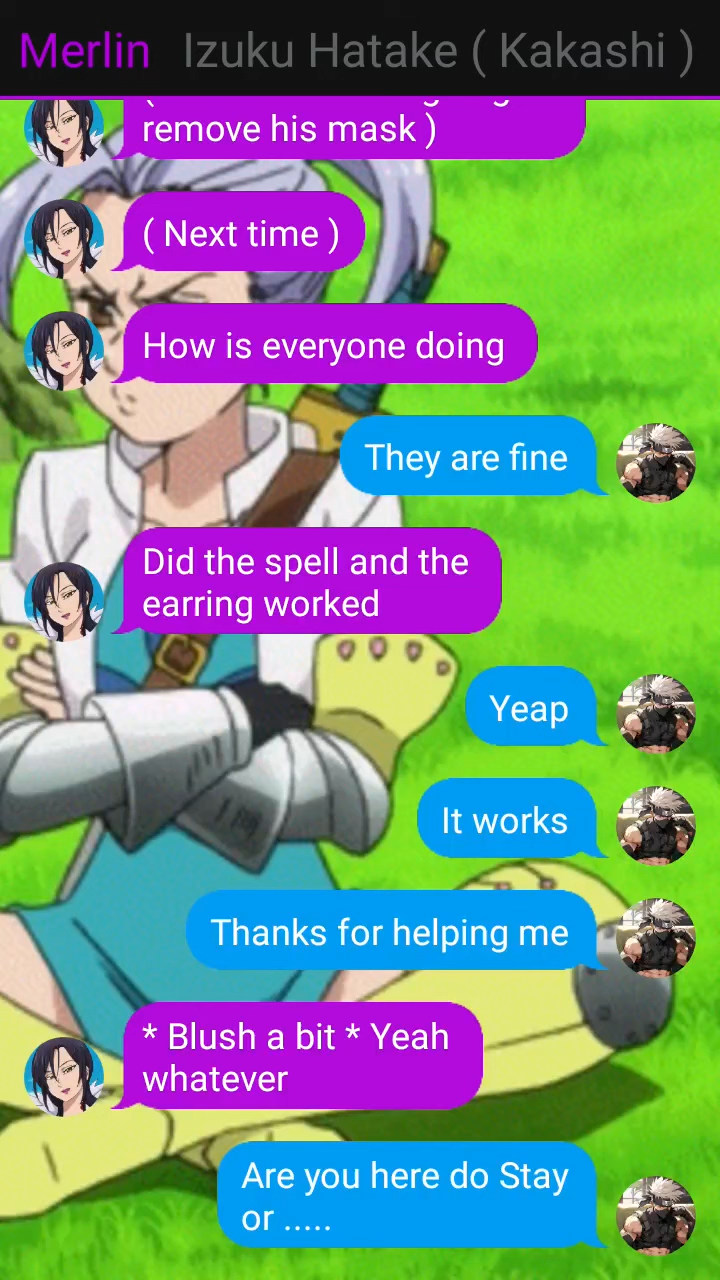 Merlin Izuku Hatake ( Kakashi )
remove his mask )
( Next time )
How is everyone doing
They are fine
Did the spell and the
earring worked
Yeap
It works
Thanks for helping me
* Blush a bit * Yeah
whatever
Are you here do Stay
or .....